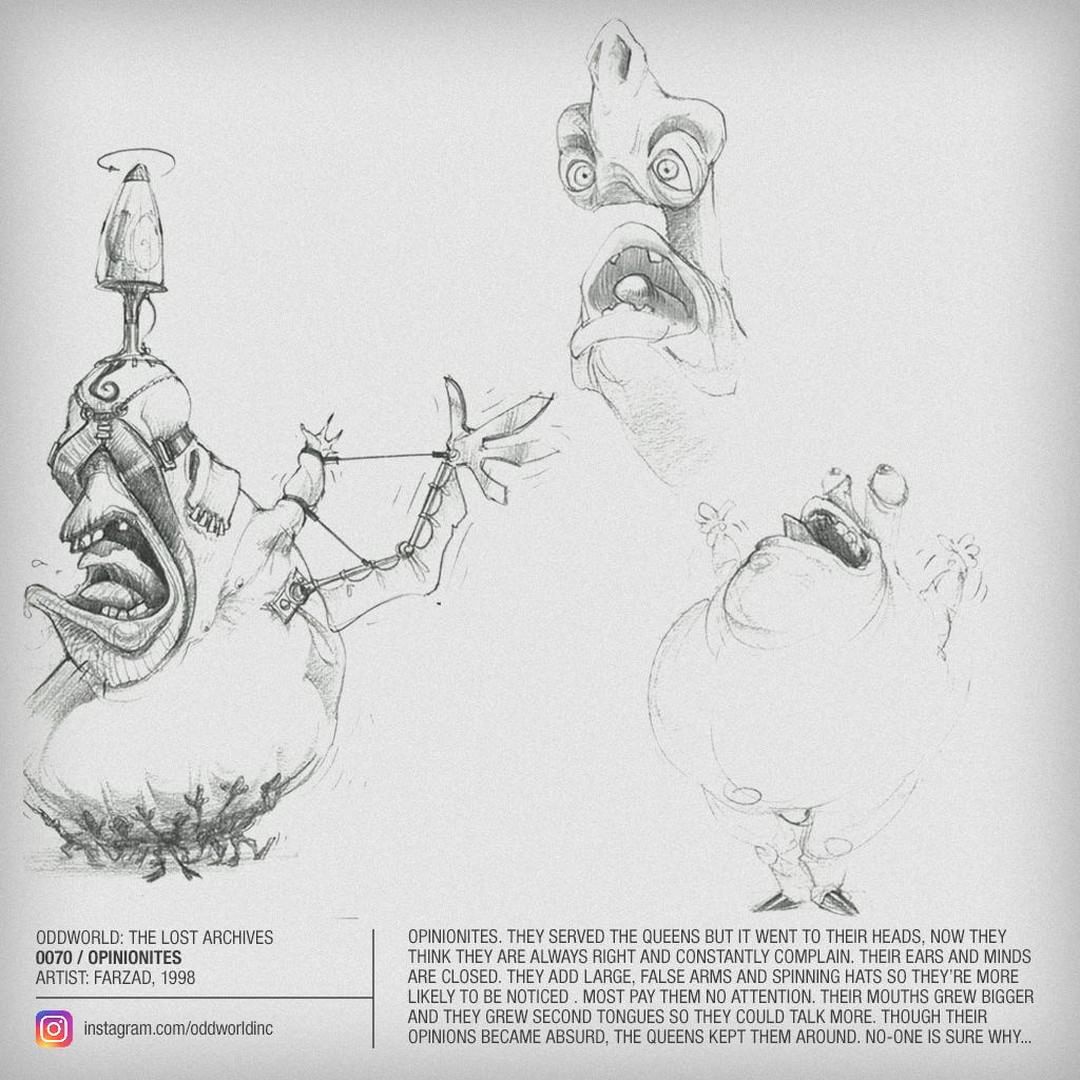 ODDWORLD: THE LOST ARCHIVES
0070 / OPINIONITES
ARTIST: FARZAD, 1998
instagram.com/oddworldinc
OPINIONITES. THEY SERVED THE QUEENS BUT IT WENT TO THEIR HEADS, NOW THEY
THINK THEY ARE ALWAYS RIGHT AND CONSTANTLY COMPLAIN. THEIR EARS AND MINDS
ARE CLOSED. THEY ADD LARGE, FALSE ARMS AND SPINNING HATS SO THEY'RE MORE
LIKELY TO BE NOTICED . MOST PAY THEM NO ATTENTION. THEIR MOUTHS GREW BIGGER
AND THEY GREW SECOND TONGUES SO THEY COULD TALK MORE. THOUGH THEIR
OPINIONS BECAME ABSURD, THE QUEENS KEPT THEM AROUND. NO-ONE IS SURE WHY...